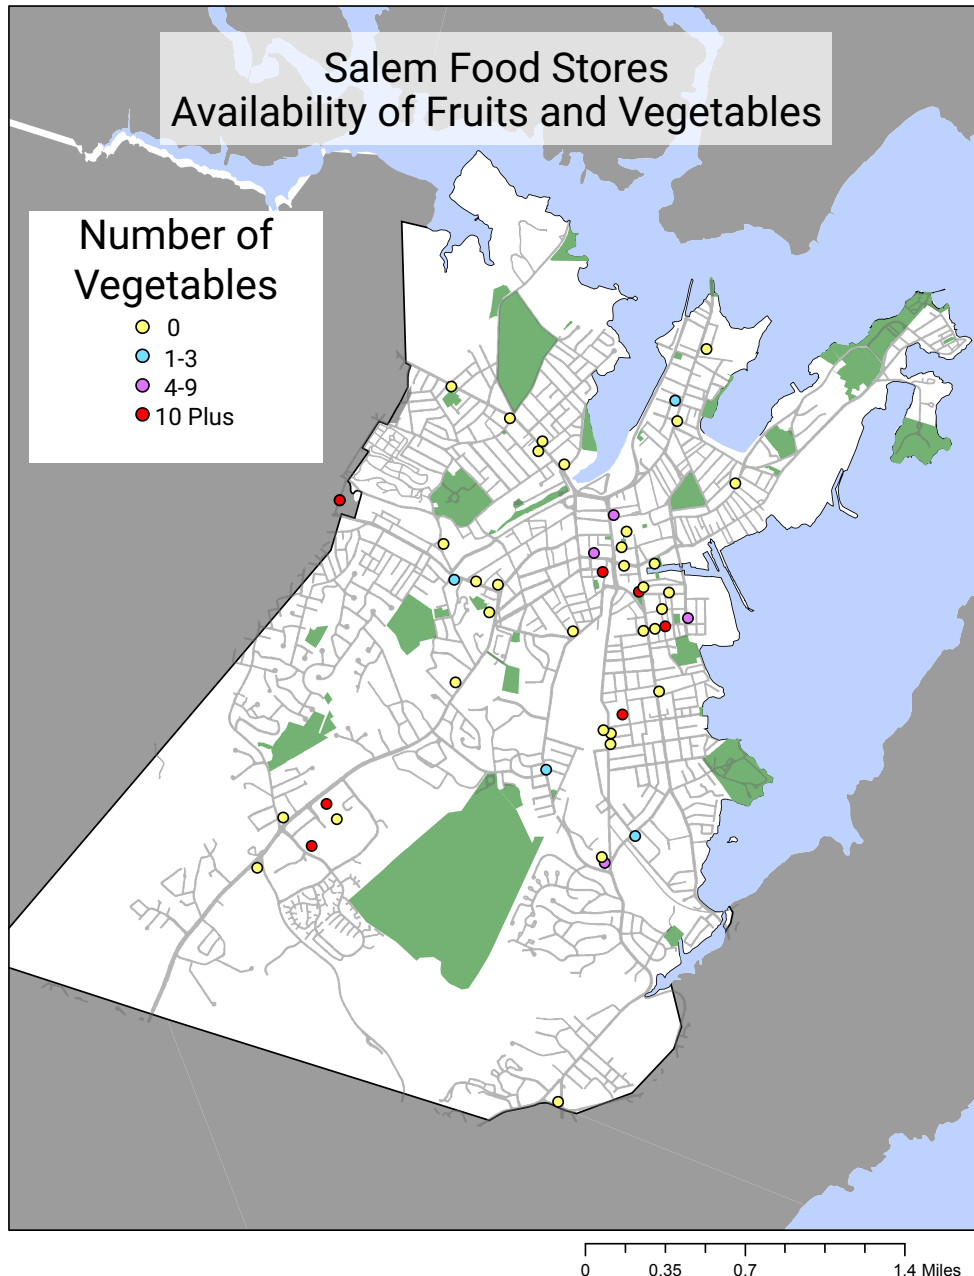 Salem Food Stores
Availability of Fruits and Vegetables
Number of
Vegetables
0
1-3
4-9
10 Plus
0 0.35 0.7 1.4 Miles